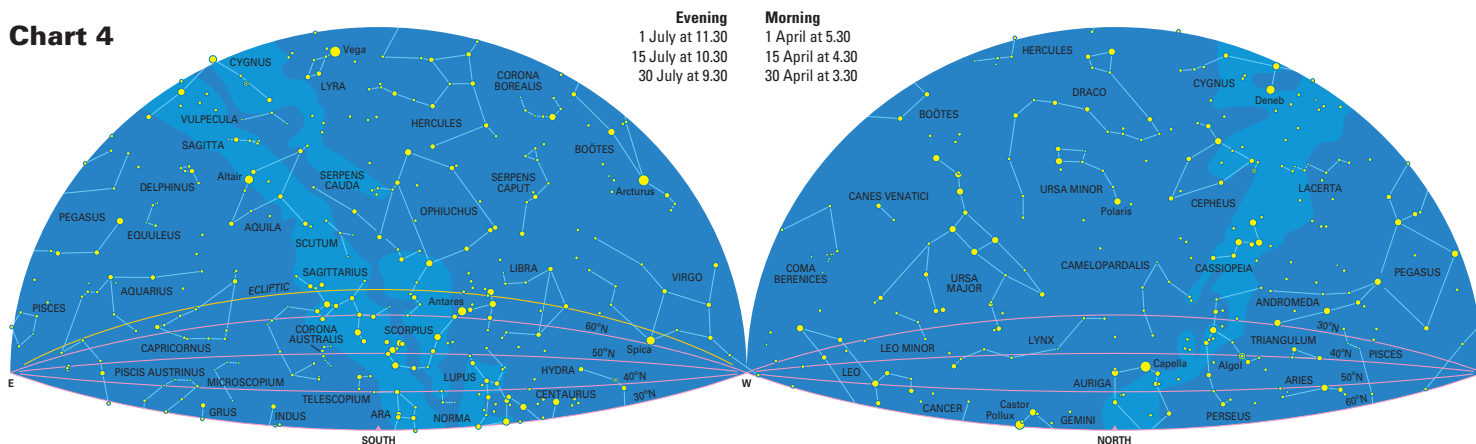 Chart 4
Evening
1 July at 11.30
15 July at 10.30
30 July at 9.30
Morning
1 April at 5.30
15 April at 4.30
30 April at 3.30
CYGNUS
Vega
LYRA
CORONA
BOREALIS
VULPECULA
HERCULES
BOÖTES
SAGITTA
Altair
DELPHINUS
SERPENS
CAUDA
SERPENS
CAPUT
Arcturus
PEGASUS
EQUULEUS
AQUILA
OPHIUCHUS
SCUTUM
SAGITTARIUS
LIBRA
VIRGO
AQUARIUS
ECLIPTIC
PISCES
Antares
CORONA
AUSTRALIS
SCORPIUS
60°N
CAPRICORNUS
50°N
Spica
PISCIS AUSTRINUS
MICROSCOPIUM
LUPUS
HYDRA
40°N
E
W
TELESCOPIUM
CENTAURUS
30°N
GRUS
INDUS
ARA
NORMA
SOUTH
HERCULES
CYGNUS
DRACO
Deneb
BOÖTES
CANES VENATICI
URSA MINOR
LACERTA
Polaris
CEPHEUS
COMA
BERENICES
URSA
MAJOR
CAMELOPARDALIS
CASSIOPEIA
PEGASUS
ANDROMEDA
30°N
LEO MINOR
LYNX
TRIANGULUM
40°N
PISCES
LEO
Capella
Algol
50°N
AURIGA
ARIES
60°N
CANCER
Castor
Pollux
GEMINI
PERSEUS
NORTH